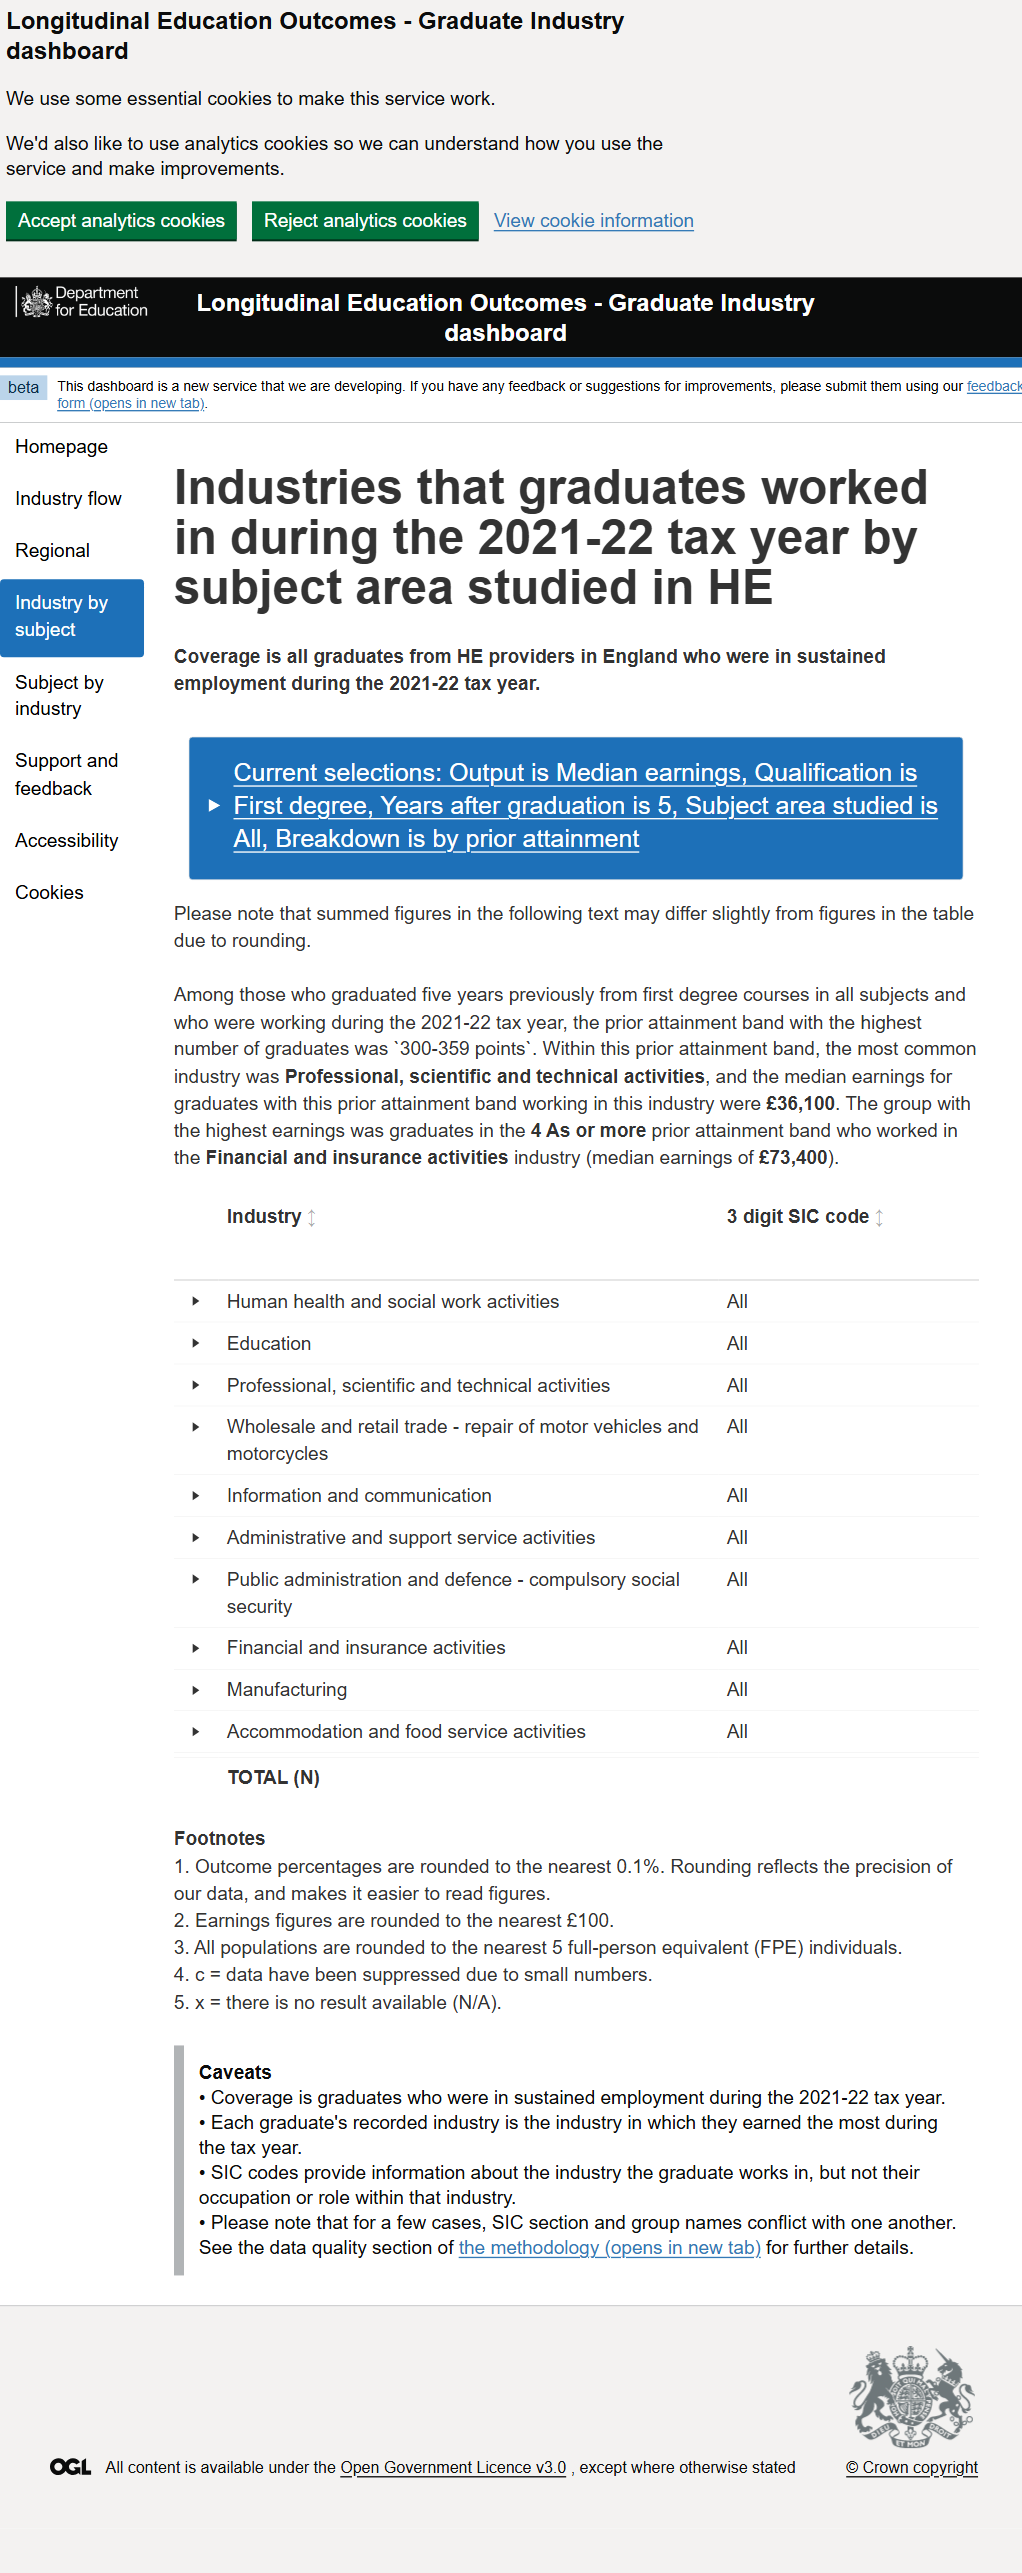 Longitudinal Education Outcomes - Graduate Industry
dashboard
We use some essential cookies to make this service work.
We'd also like to use analytics cookies so we can understand how you use the
service and make improvements.
Accept analytics cookies
Reject analytics cookies
View cookie information
Department
for Education
Longitudinal Education Outcomes - Graduate Industry
dashboard
beta
This dashboard is a new service that we are developing. If you have any feedback or suggestions for improvements, please submit them using our feedback
form (opens in new tab).
Homepage
Industry flow
Regional
Industry by
subject
Subject by
industry
Support and
feedback
Accessibility
Cookies
Industries that graduates worked
in during the 2021-22 tax year by
subject area studied in HE
Coverage is all graduates from HE providers in England who were in sustained
employment during the 2021-22 tax year.
Current selections: Output is Median earnings, Qualification is
First degree, Years after graduation is 5, Subject area studied is
All, Breakdown is by prior attainment
Please note that summed figures in the following text may differ slightly from figures in the table
due to rounding.
Among those who graduated five years previously from first degree courses in all subjects and
who were working during the 2021-22 tax year, the prior attainment band with the highest
number of graduates was `300-359 points`. Within this prior attainment band, the most common
industry was Professional, scientific and technical activities, and the median earnings for
graduates with this prior attainment band working in this industry were £36,100. The group with
the highest earnings was graduates in the 4 As or more prior attainment band who worked in
the Financial and insurance activities industry (median earnings of £73,400).
Industry 3 digit SIC code
Human health and social work activities All
Education All
Professional, scientific and technical activities All
Wholesale and retail trade - repair of motor vehicles and All
motorcycles
Information and communication All
Administrative and support service activities All
Public administration and defence - compulsory social All
security
Financial and insurance activities All
Manufacturing All
Accommodation and food service activities All
TOTAL (N)
Footnotes
1. Outcome percentages are rounded to the nearest 0.1%. Rounding reflects the precision of
our data, and makes it easier to read figures.
2. Earnings figures are rounded to the nearest £100.
3. All populations are rounded to the nearest 5 full-person equivalent (FPE) individuals.
4. c = data have been suppressed due to small numbers.
5. x = there is no result available (N/A).
Caveats
• Coverage is graduates who were in sustained employment during the 2021-22 tax year.
• Each graduate's recorded industry is the industry in which they earned the most during
the tax year.
• SIC codes provide information about the industry the graduate works in, but not their
occupation or role within that industry.
• Please note that for a few cases, SIC section and group names conflict with one another.
See the data quality section of the methodology (opens in new tab) for further details.
OGL All content is available under the Open Government Licence v3.0 , except where otherwise stated
© Crown copyright